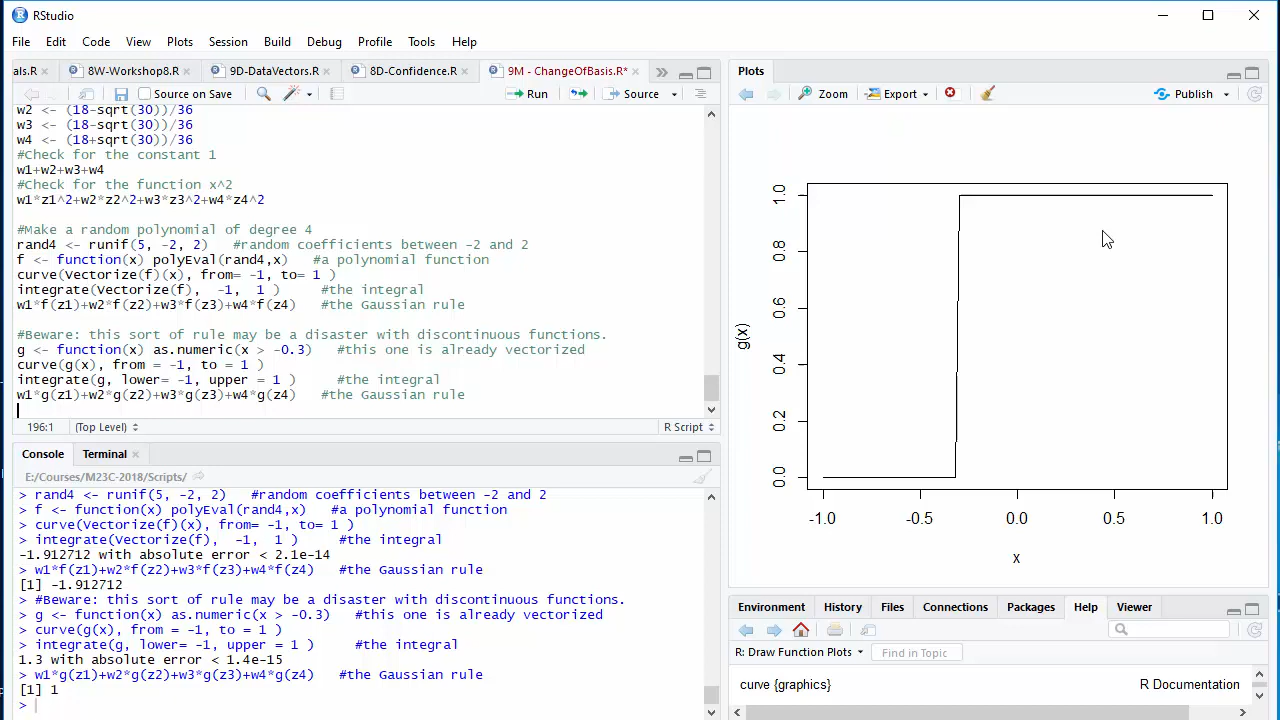 RStudio
File Edit Code View Plots Session Build Debug Profile Tools Help
als.R 8W-Workshop8.R 9D-DataVectors.R 8D-Confidence.R 9M - ChangeOfBasis.R*
Source on Save Run Source
w2 <- (18-sqrt(30))/36
w3 <- (18-sqrt(30))/36
w4 <- (18+sqrt(30))/36
#Check for the constant 1
w1+w2+w3+w4
#Check for the function x^2
w1*z1^2+w2*z2^2+w3*z3^2+w4*z4^2
#Make a random polynomial of degree 4
rand4 <- runif(5, -2, 2) #random coefficients between -2 and 2
f <- function(x) polyEval(rand4,x) #a polynomial function
curve(Vectorize(f)(x), from= -1, to= 1 )
integrate(Vectorize(f), -1, 1 ) #the integral
w1*f(z1)+w2*f(z2)+w3*f(z3)+w4*f(z4) #the Gaussian rule
#Beware: this sort of rule may be a disaster with discontinuous functions.
g <- function(x) as.numeric(x > -0.3) #this one is already vectorized
curve(g(x), from = -1, to = 1 )
integrate(g, lower= -1, upper = 1 ) #the integral
w1*g(z1)+w2*g(z2)+w3*g(z3)+w4*g(z4) #the Gaussian rule
196:1 (Top Level) R Script
Console Terminal
E:/Courses/M23C-2018/Scripts/
> rand4 <- runif(5, -2, 2) #random coefficients between -2 and 2
> f <- function(x) polyEval(rand4,x) #a polynomial function
> curve(Vectorize(f)(x), from= -1, to= 1 )
> integrate(Vectorize(f), -1, 1 ) #the integral
-1.912712 with absolute error < 2.1e-14
> w1*f(z1)+w2*f(z2)+w3*f(z3)+w4*f(z4) #the Gaussian rule
[1] -1.912712
> #Beware: this sort of rule may be a disaster with discontinuous functions.
> g <- function(x) as.numeric(x > -0.3) #this one is already vectorized
> curve(g(x), from = -1, to = 1 )
> integrate(g, lower= -1, upper = 1 ) #the integral
1.3 with absolute error < 1.4e-15
> w1*g(z1)+w2*g(z2)+w3*g(z3)+w4*g(z4) #the Gaussian rule
[1] 1
>
Plots
Zoom Export Publish
1.0
0.8
0.6
0.4
0.2
0.0
g(x)
-1.0 -0.5 0.0 0.5 1.0
x
Environment History Files Connections Packages Help Viewer
R: Draw Function Plots Find in Topic
curve {graphics} R Documentation